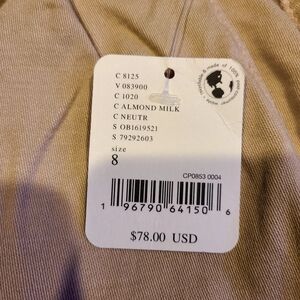 C 8125
V 083900
C 1020
C ALMOND MILK
C NEUTR
S OB1619521
S 79292603
size
8
CP0853 0004
1 96790 64150 6
$78.00 USD